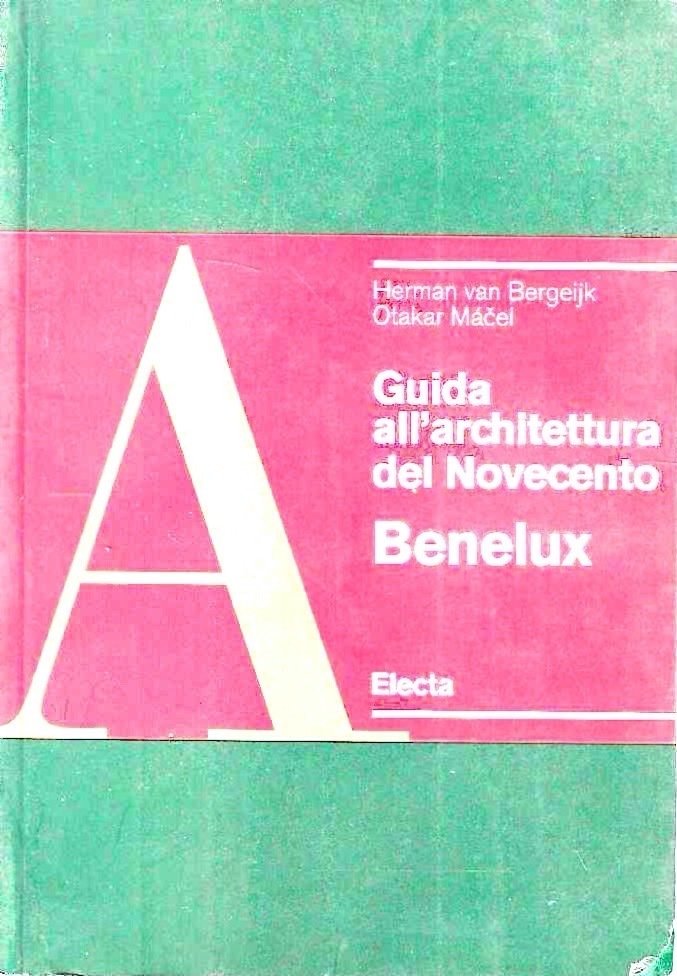 A
Herman van Bergeijk
Otakar Máčel
Guida
all'architettura
del Novecento
Benelux
Electa